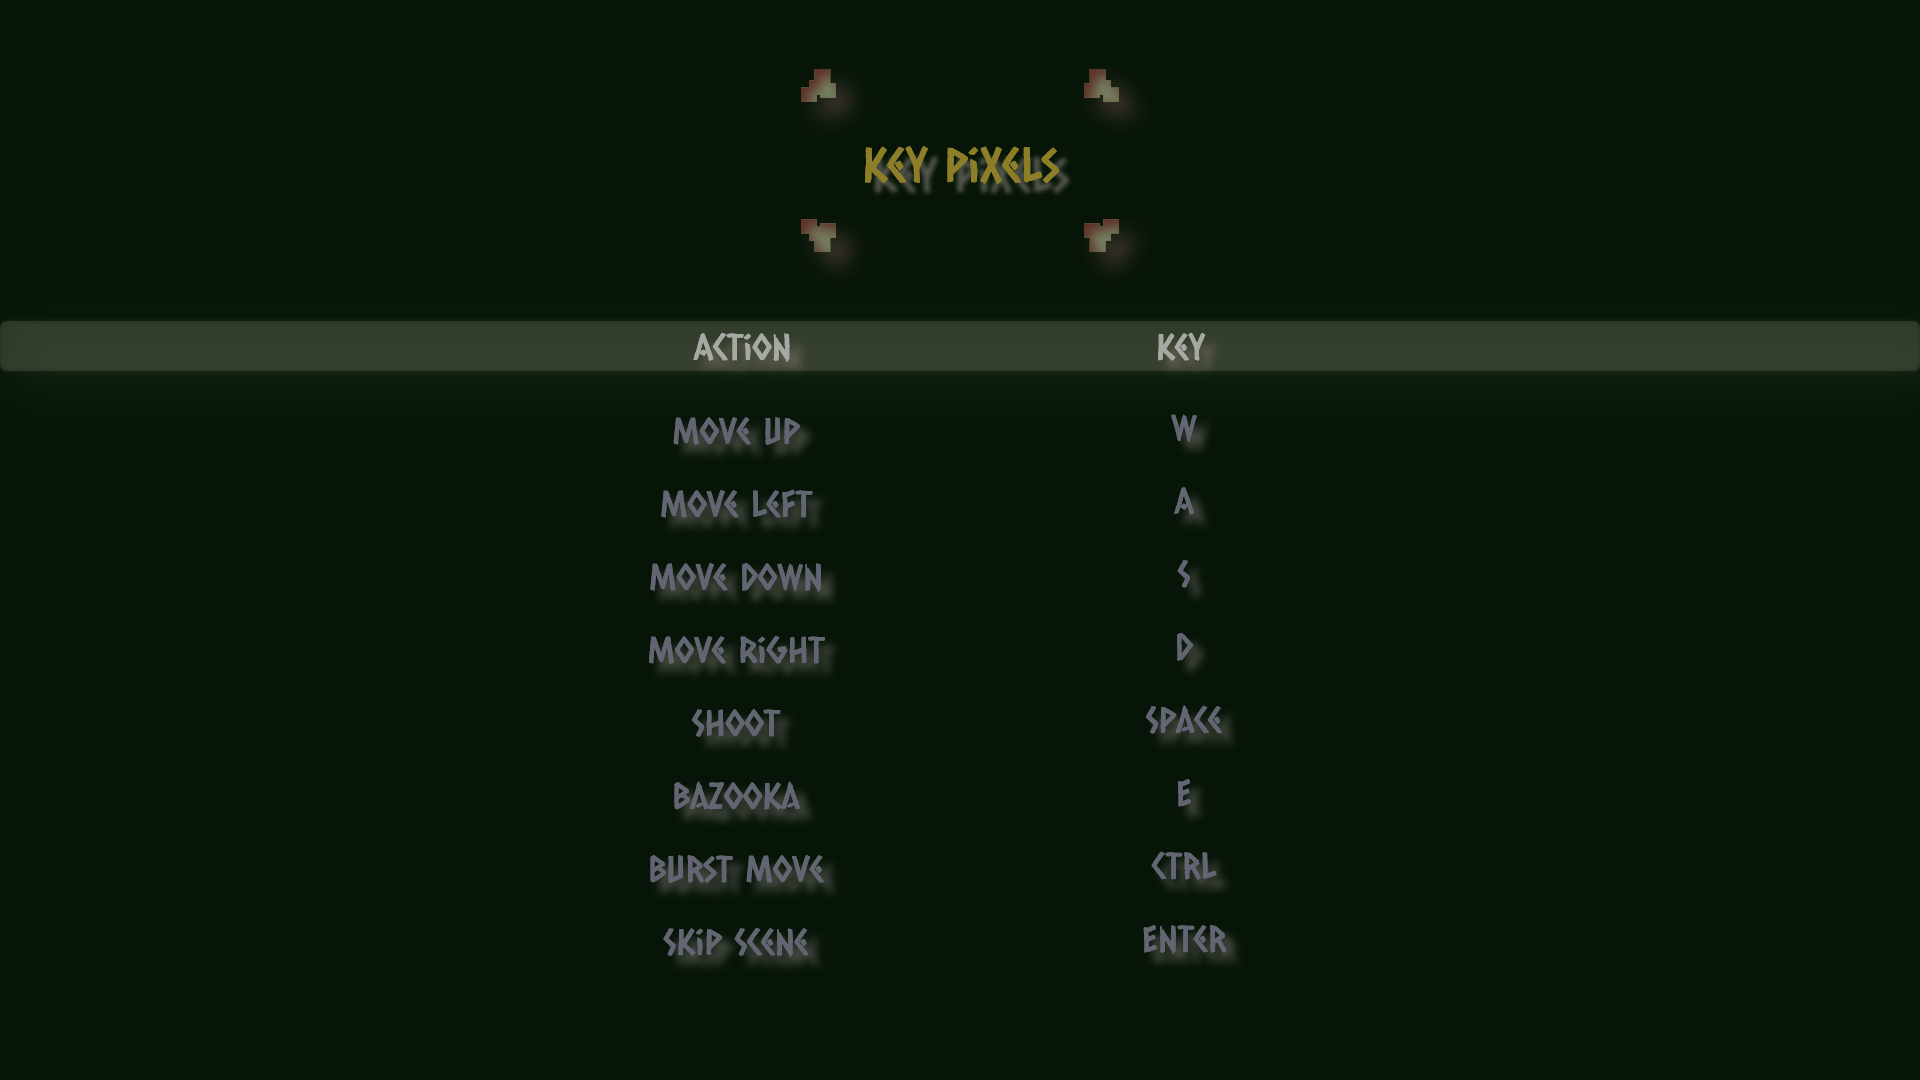 KEY PiXELS
ACTiON KEY
MOVE UP W
MOVE LEFT A
MOVE DOWN S
MOVE RiGHT D
SHOOT SPACE
BAZOOKA E
BURST MOVE CTRL
SKiP SCENE ENTER